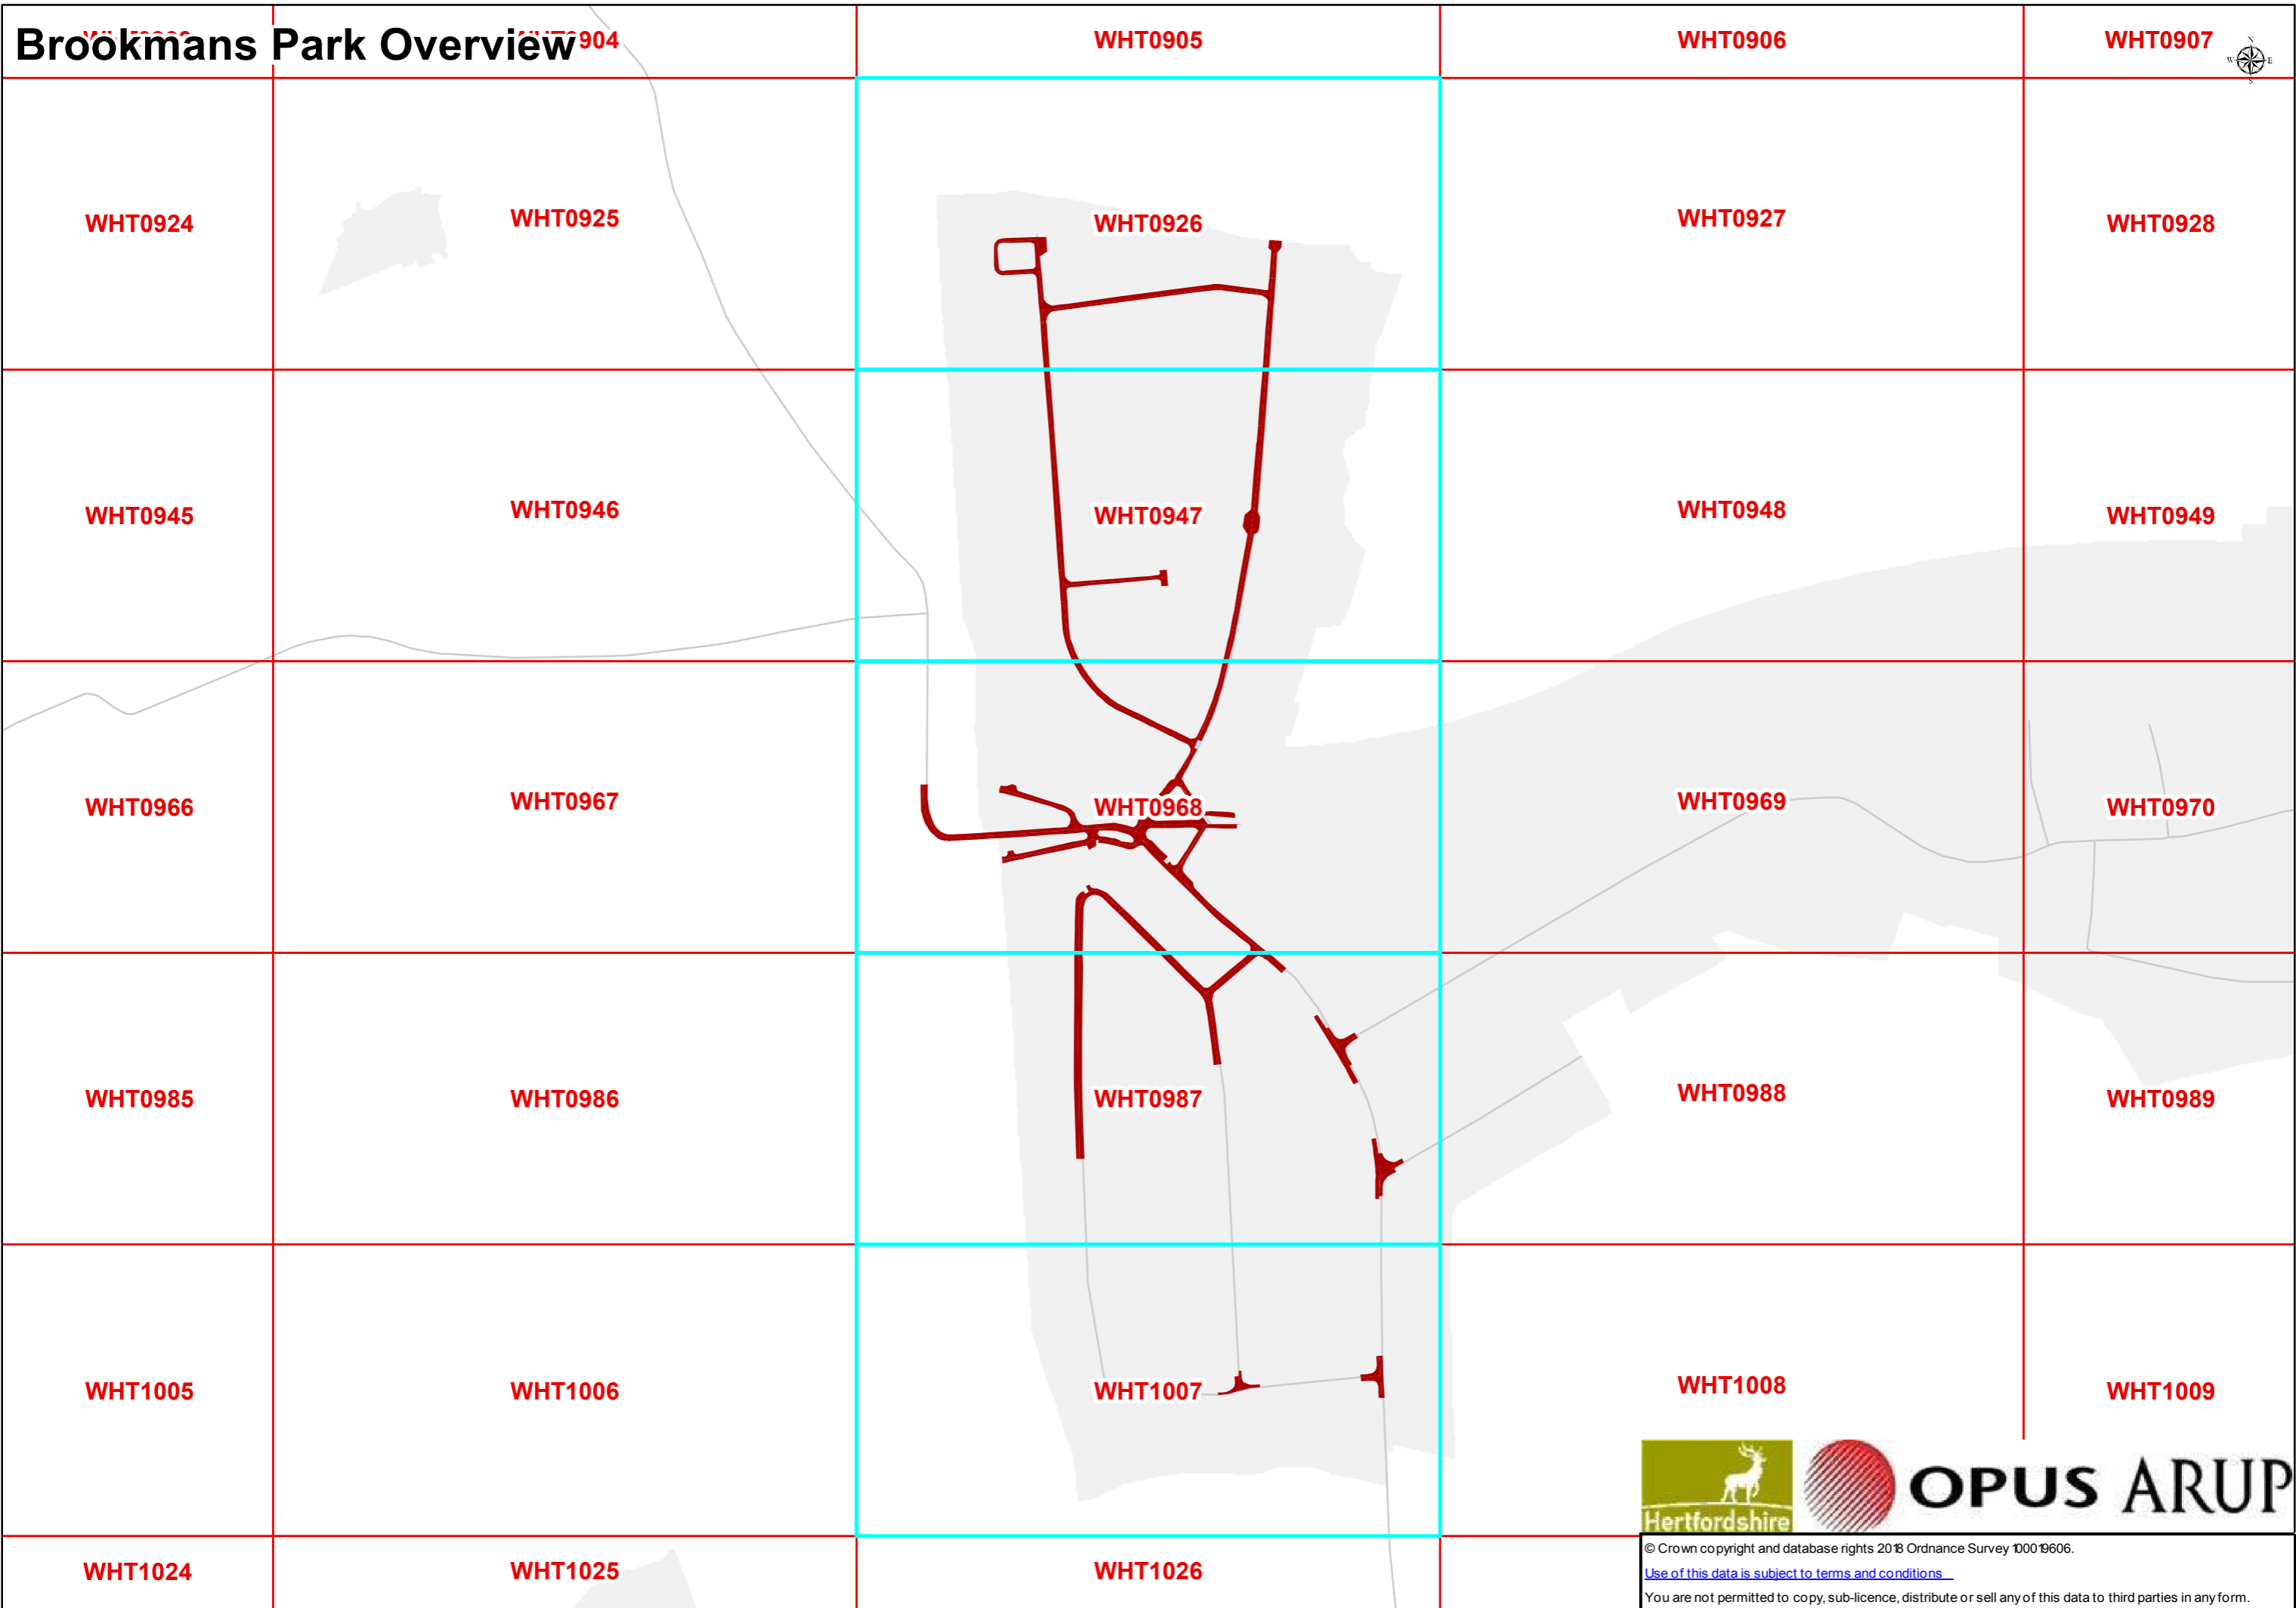 Brookmans Park Overview
904
WHT0905
WHT0906
WHT0907
N
W E
S
WHT0924
WHT0925
WHT0926
WHT0927
WHT0928
WHT0945
WHT0946
WHT0947
WHT0948
WHT0949
WHT0966
WHT0967
WHT0968
WHT0969
WHT0970
WHT0985
WHT0986
WHT0987
WHT0988
WHT0989
WHT1005
WHT1006
WHT1007
WHT1008
WHT1009
Hertfordshire
OPUS ARUP
WHT1024
WHT1025
WHT1026
© Crown copyright and database rights 2018 Ordnance Survey 100019606.
Use of this data is subject to terms and conditions
You are not permitted to copy, sub-licence, distribute or sell any of this data to third parties in any form.